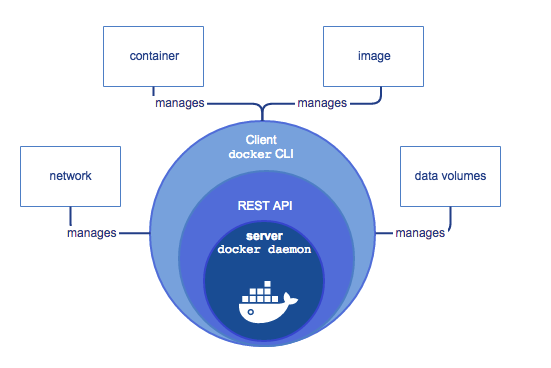 container
image
manages
manages
Client
docker CLI
network
data volumes
REST API
manages
manages
server
docker daemon